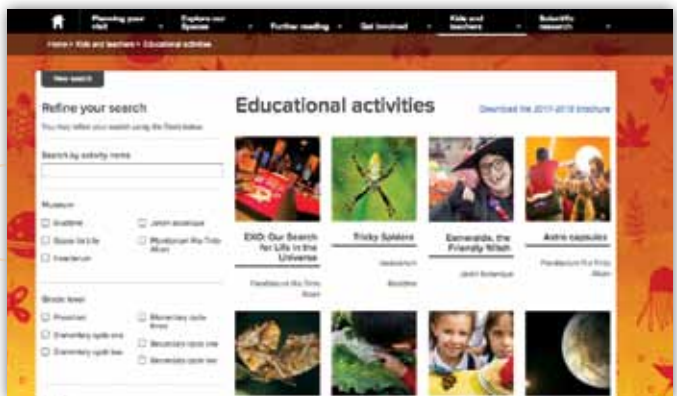 Planning your visit
Explore our Spaces
Further reading
Get involved
Kids and teachers
Scientific research
Home > Kids and teachers > Educational activities
New search
Refine your search
You may refine your search using the fields below.
Search by activity name
Museum
Biodôme
Jardin botanique
Space for Life
Planétarium Rio Tinto Alcan
Insectarium
Grade level
Preschool
Elementary cycle three
Elementary cycle one
Secondary cycle one
Elementary cycle two
Secondary cycle two
Educational activities
Download the 2017-2018 brochure
EXO: Our Search
for Life in the
Universe
Planétarium Rio Tinto
Alcan
Tricky Spiders
Insectarium
Biodôme
Esmeralda, the
Friendly Witch
Jardin botanique
Astro capsules
Planétarium Rio Tinto
Alcan